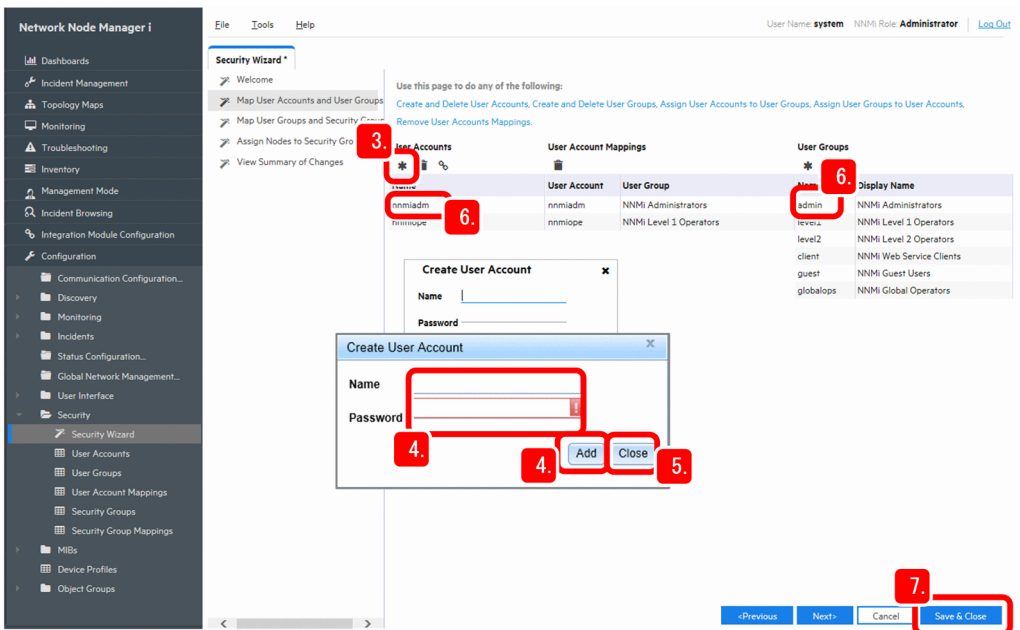 Network Node Manager i
File Tools Help
User Name: system NNMi Role: Administrator Log Out
Dashboards
Incident Management
Topology Maps
Monitoring
Troubleshooting
Inventory
Management Mode
Incident Browsing
Integration Module Configuration
Configuration
Communication Configuration...
Discovery
Monitoring
Incidents
Status Configuration...
Global Network Management...
User Interface
Security
Security Wizard
User Accounts
User Groups
User Account Mappings
Security Groups
Security Group Mappings
MIBs
Device Profiles
Object Groups
Security Wizard *
Welcome
Map User Accounts and User Groups
Map User Groups and Security Group
Assign Nodes to Security Gro
View Summary of Changes
Use this page to do any of the following:
Create and Delete User Accounts, Create and Delete User Groups, Assign User Accounts to User Groups, Assign User Groups to User Accounts,
Remove User Accounts Mappings.
3.
User Accounts
Name
nnmiadm
nnmiope
6.
User Account Mappings
User Account User Group
nnmiadm NNMi Administrators
nnmiope NNMi Level 1 Operators
User Groups
6.
Name Display Name
admin NNMi Administrators
level1 NNMi Level 1 Operators
level2 NNMi Level 2 Operators
client NNMi Web Service Clients
guest NNMi Guest Users
globalops NNMi Global Operators
Create User Account
Name
Password
Create User Account
Name
Password
!
4.
4.
Add
Close
5.
7.
<Previous Next> Cancel Save & Close